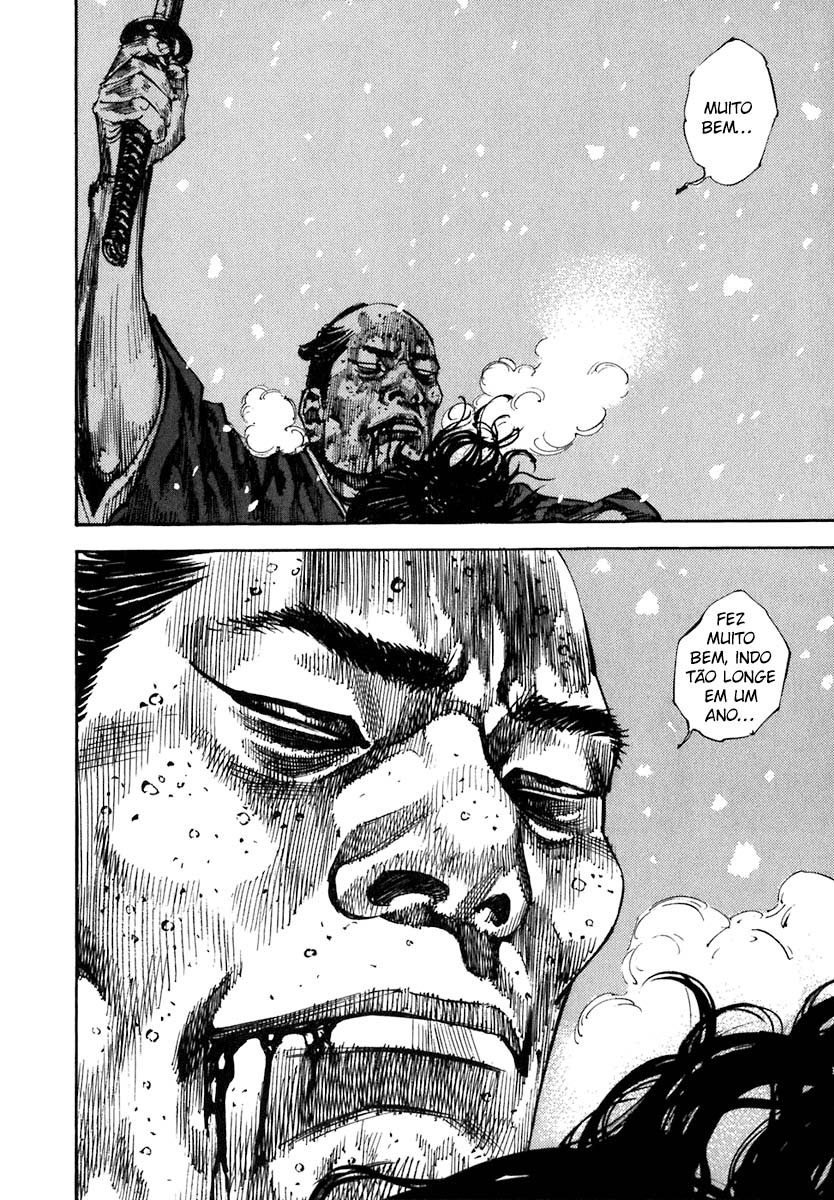 MUITO
BEM...
FEZ
MUITO
BEM, INDO
TÃO LONGE
EM UM
ANO...